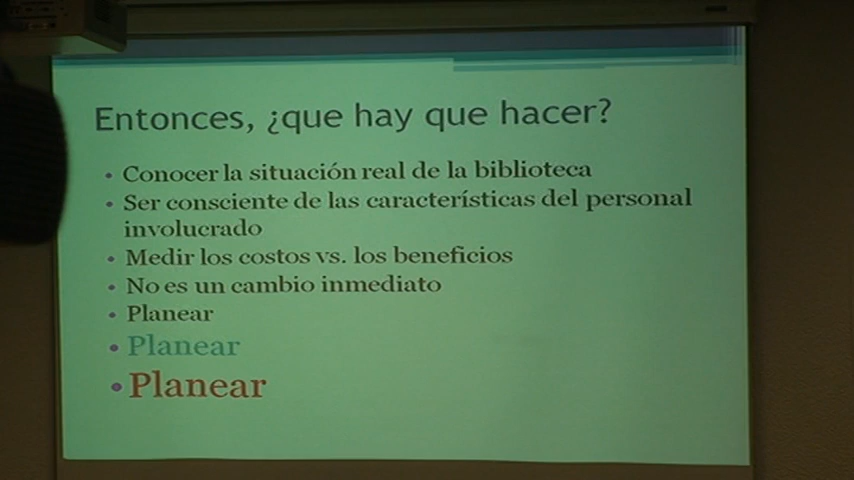 Entonces, ¿que hay que hacer?
• Conocer la situación real de la biblioteca
• Ser consciente de las características del personal
involucrado
• Medir los costos vs. los beneficios
• No es un cambio inmediato
• Planear
• Planear
• Planear